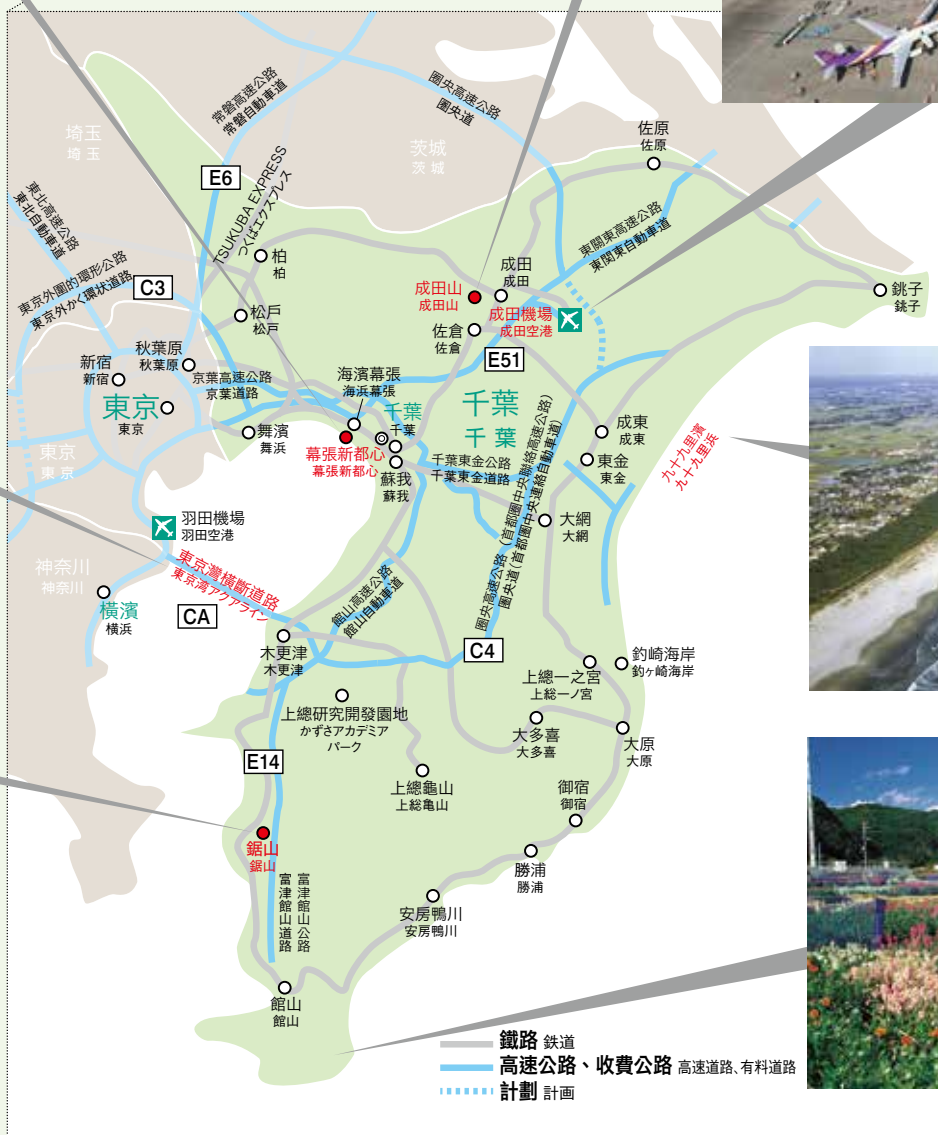 埼玉
埼 玉
常磐高速公路
常磐自動車道
圏央高速公路
圏央道
茨城
茨 城
佐原
佐原
E6
TSUKUBA EXPRESS
つくばエクスプレス
東北高速公路
東北自動車道
柏
柏
東關東高速公路
東関東自動車道
成田
成田
成田山
成田山
成田機場
成田空港
銚子
銚子
東京外圍的環形公路
東京外かく環状道路
C3
松戸
松戸
佐倉
佐倉
E51
秋葉原
秋葉原
新宿
新宿
京葉高速公路
京葉道路
海濱幕張
海浜幕張
東京
東京
千葉
千葉
千葉
千 葉
舞濱
舞浜
幕張新都心
幕張新都心
蘇我
蘇我
成東
成東
東金
東金
九十九里濱
九十九里浜
東京
東 京
千葉東金公路
千葉東金道路
圏央高速公路（首都圏中央聯絡高速公路）
圏央道（首都圏中央連絡自動車道）
大網
大網
羽田機場
羽田空港
神奈川
神奈川
東京灣橫斷道路
東京湾アクアライン
館山高速公路
館山自動車道
橫濱
横浜
CA
木更津
木更津
C4
上總一之宮
上総一ノ宮
釣崎海岸
釣ヶ崎海岸
上總研究開發園地
かずさアカデミア
パーク
大多喜
大多喜
大原
大原
E14
上總龜山
上総亀山
御宿
御宿
鋸山
鋸山
勝浦
勝浦
富津館山公路
富津館山道路
安房鴨川
安房鴨川
館山
館山
鐵路 鉄道
高速公路、收費公路 高速道路、有料道路
計劃 計画